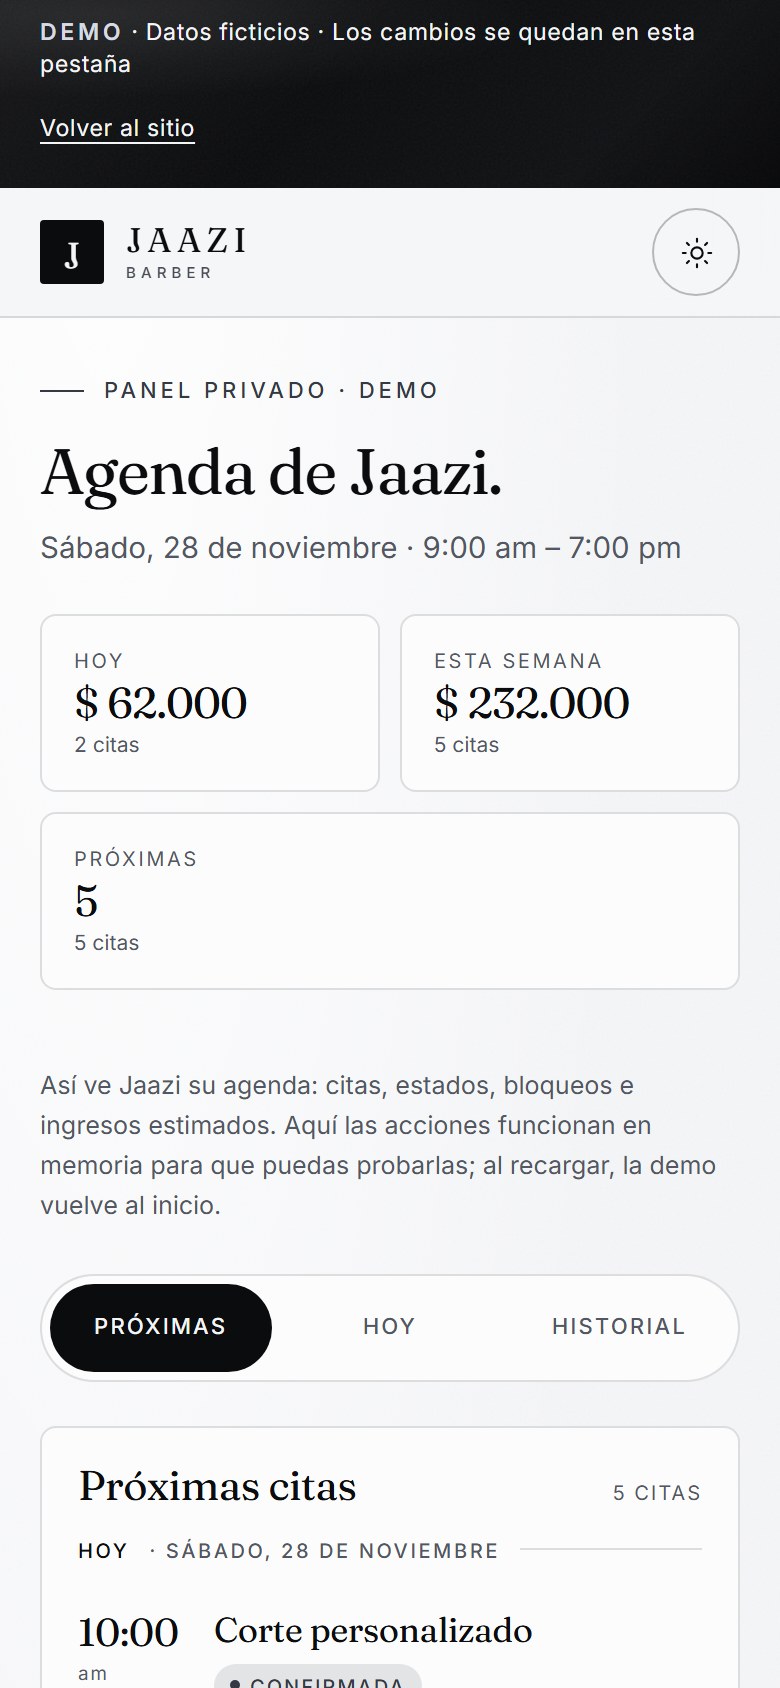 DEMO · Datos ficticios · Los cambios se quedan en esta
pestaña
Volver al sitio
J
JAAZI
BARBER
PANEL PRIVADO · DEMO
Agenda de Jaazi.
Sábado, 28 de noviembre · 9:00 am – 7:00 pm
HOY
$ 62.000
2 citas
ESTA SEMANA
$ 232.000
5 citas
PRÓXIMAS
5
5 citas
Así ve Jaazi su agenda: citas, estados, bloqueos e
ingresos estimados. Aquí las acciones funcionan en
memoria para que puedas probarlas; al recargar, la demo
vuelve al inicio.
PRÓXIMAS
HOY
HISTORIAL
Próximas citas
5 CITAS
HOY · SÁBADO, 28 DE NOVIEMBRE
10:00
am
Corte personalizado
CONFIRMADA